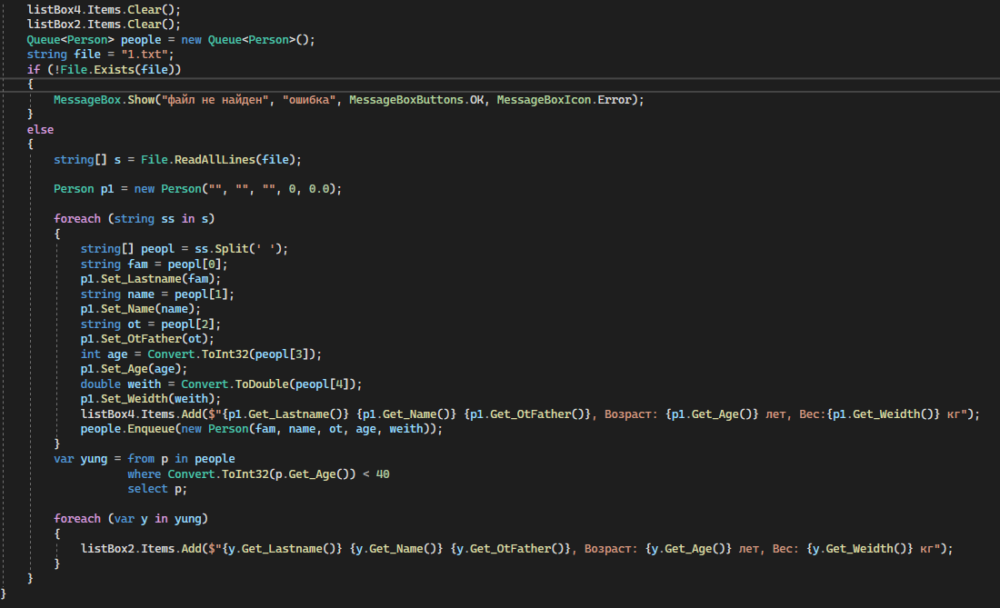 listBox4.Items.Clear();
listBox2.Items.Clear();
Queue<Person> people = new Queue<Person>();
string file = "1.txt";
if (!File.Exists(file))
{
MessageBox.Show("файл не найден", "ошибка", MessageBoxButtons.OK, MessageBoxIcon.Error);
}
else
{
string[] s = File.ReadAllLines(file);
Person p1 = new Person("", "", "", 0, 0.0);
foreach (string ss in s)
{
string[] peopl = ss.Split(' ');
string fam = peopl[0];
p1.Set_Lastname(fam);
string name = peopl[1];
p1.Set_Name(name);
string ot = peopl[2];
p1.Set_OtFather(ot);
int age = Convert.ToInt32(peopl[3]);
p1.Set_Age(age);
double weith = Convert.ToDouble(peopl[4]);
p1.Set_Weidth(weith);
listBox4.Items.Add($"{p1.Get_Lastname()} {p1.Get_Name()} {p1.Get_OtFather()}, Возраст: {p1.Get_Age()} лет, Вес:{p1.Get_Weidth()} кг");
people.Enqueue(new Person(fam, name, ot, age, weith));
}
var yung = from p in people
where Convert.ToInt32(p.Get_Age()) < 40
select p;
foreach (var y in yung)
{
listBox2.Items.Add($"{y.Get_Lastname()} {y.Get_Name()} {y.Get_OtFather()}, Возраст: {y.Get_Age()} лет, Вес: {y.Get_Weidth()} кг");
}
}
}